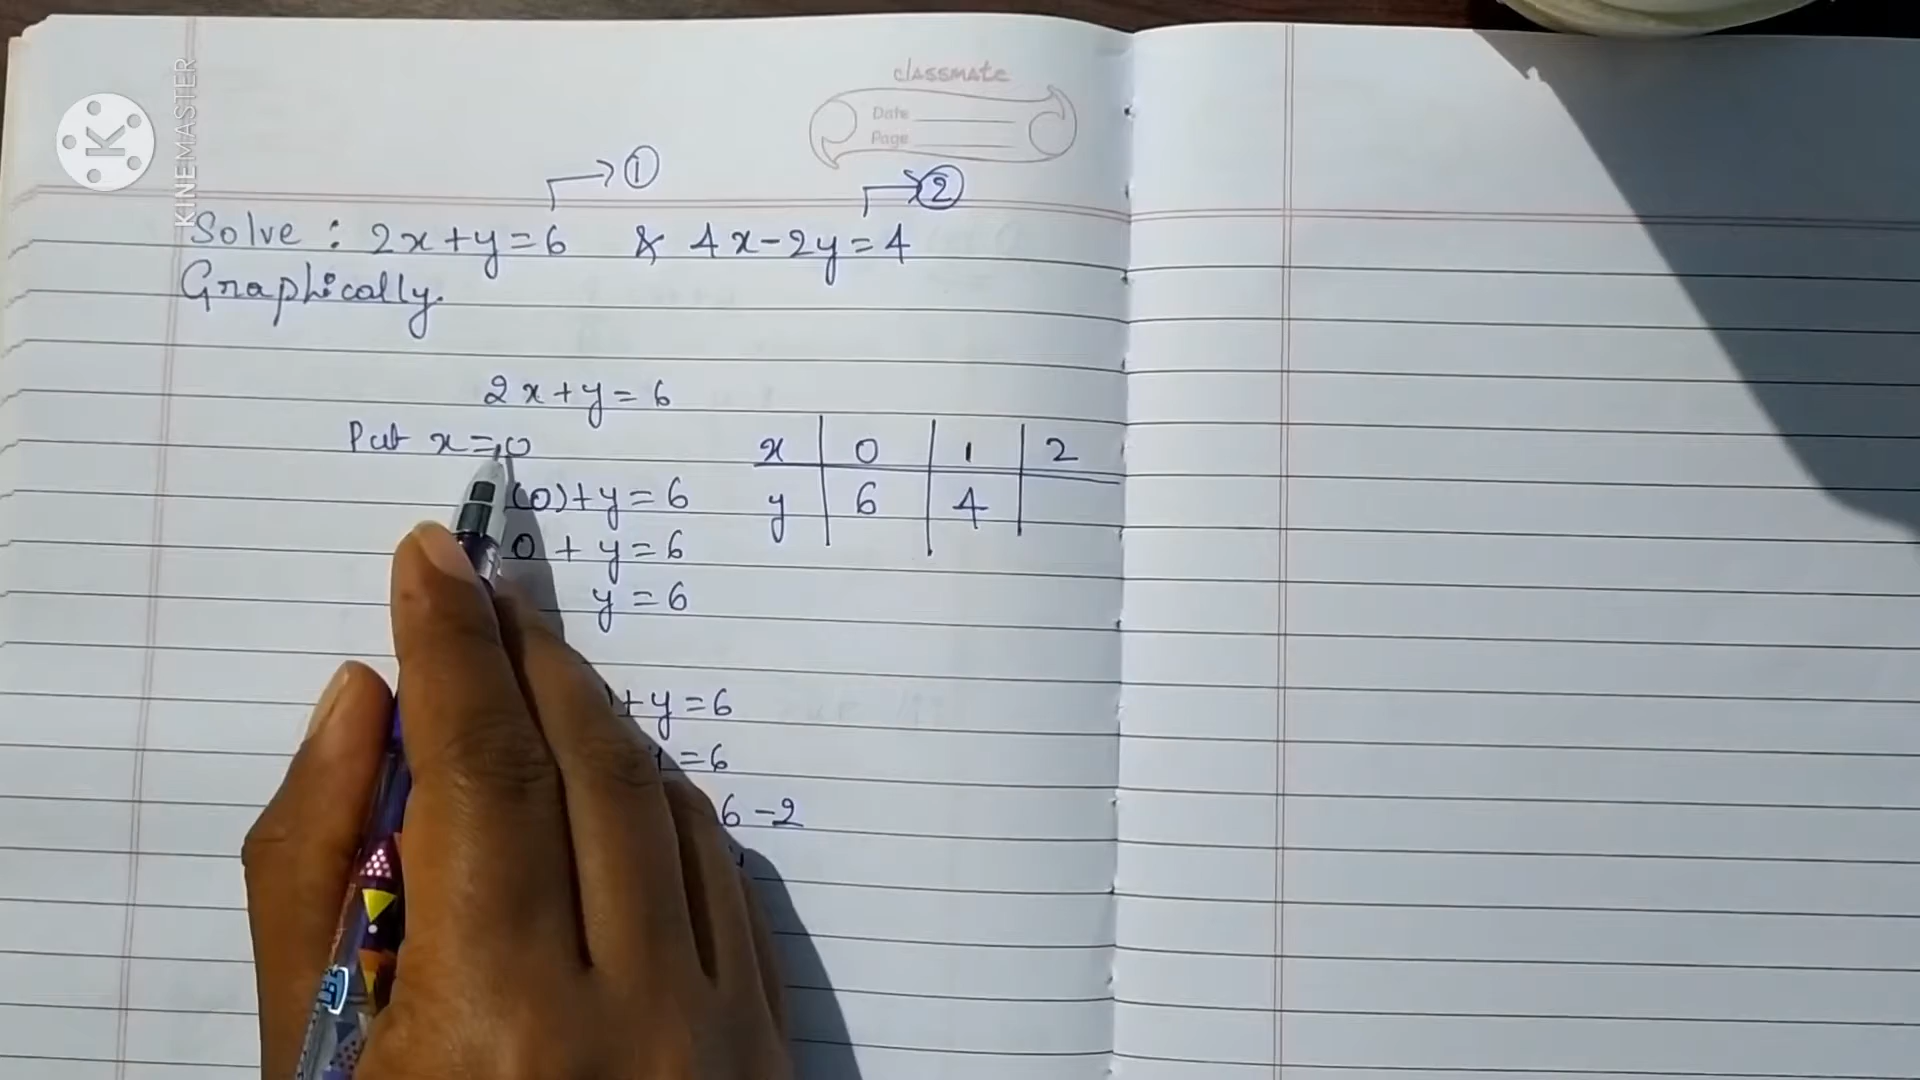 KINEMASTER
classmate
Date
Page
① ②
Solve : 2x+y=6 & 4x-2y=4
Graphically.
2x+y=6
Put x=0
x 0 1 2
(0)+y=6
y 6 4
0+y=6
y=6
)+y=6
=6
6-2